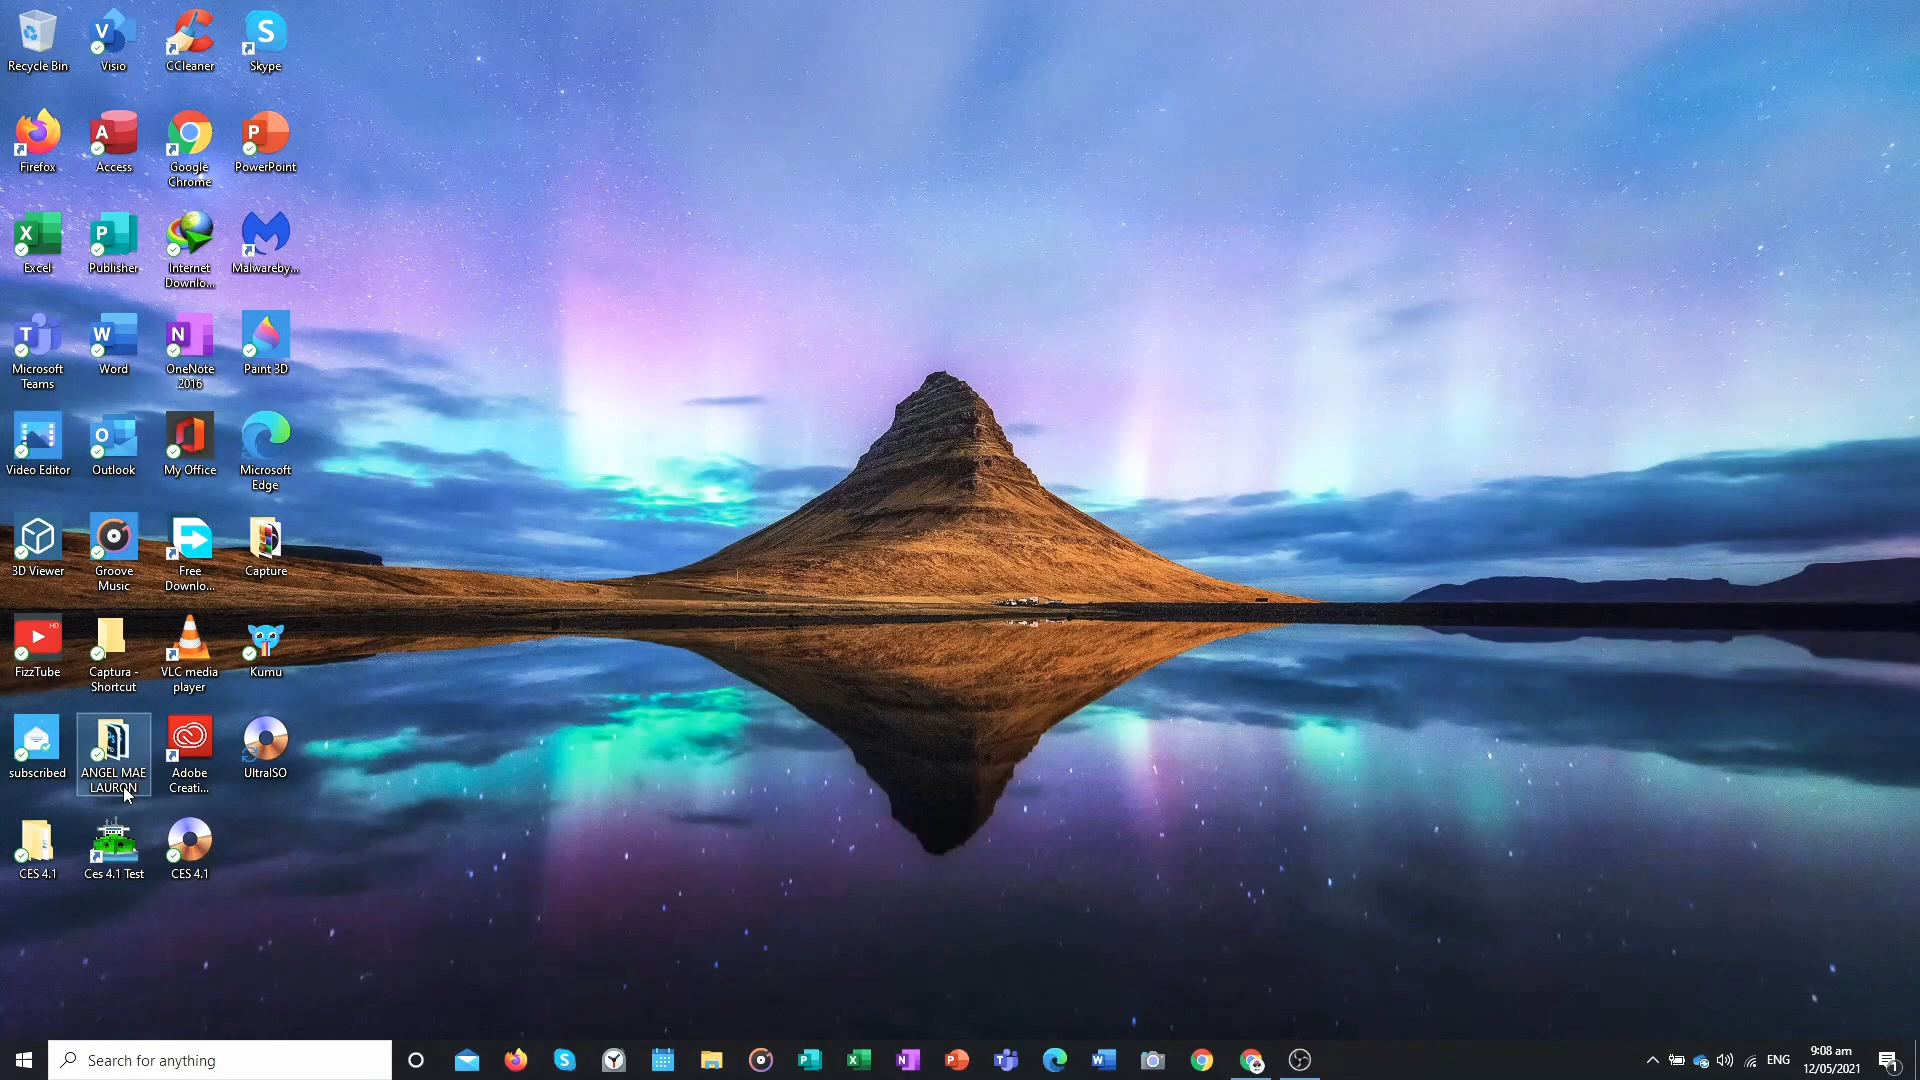 Recycle Bin
Visio
CCleaner
Skype
Firefox
Access
Google
Chrome
PowerPoint
Excel
Publisher
Internet
Downlo...
Malwareby...
Microsoft
Teams
Word
OneNote
2016
Paint 3D
Video Editor
Outlook
My Office
Microsoft
Edge
3D Viewer
Groove
Music
Free
Downlo...
Capture
FizzTube
Captura -
Shortcut
VLC media
player
Kumu
subscribed
ANGEL MAE
LAURON
Adobe
Creati...
UltraISO
CES 4.1
Ces 4.1 Test
CES 4.1
Search for anything
ENG
9:08 am
12/05/2021
1